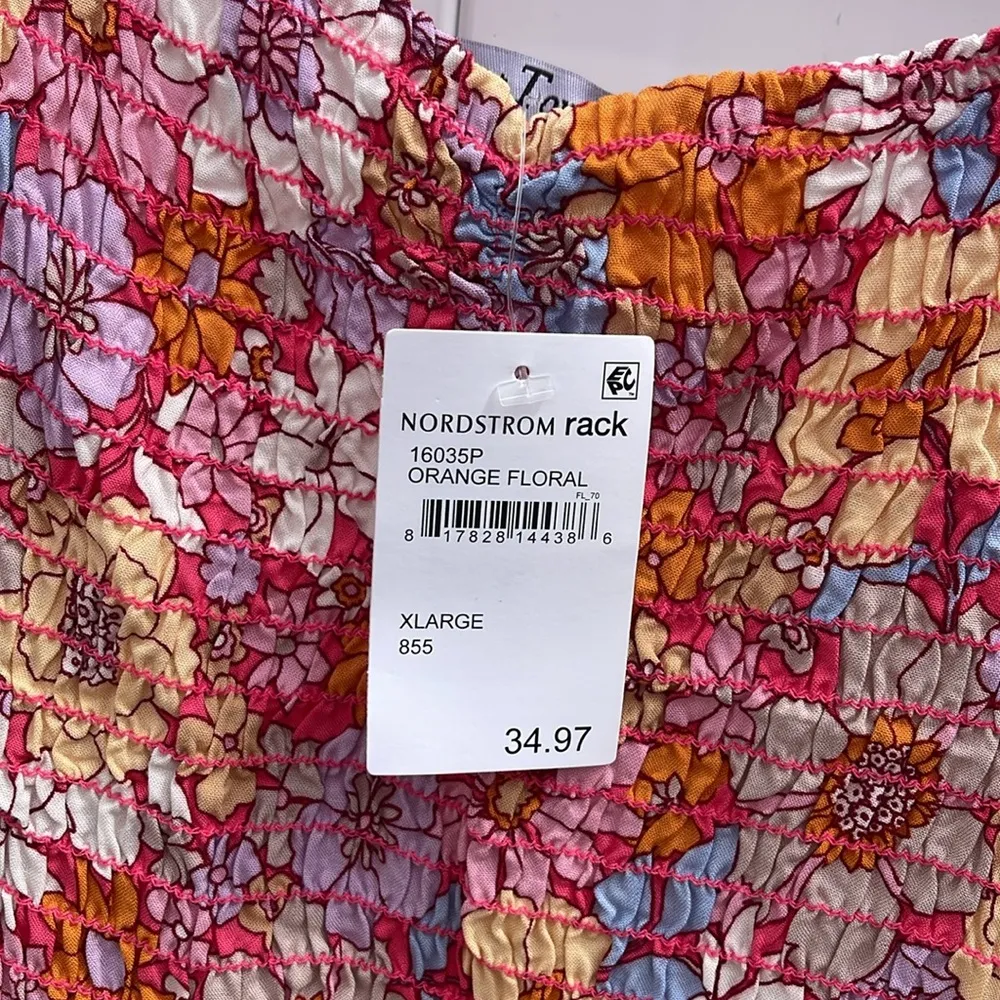 NORDSTROM rack
16035P
ORANGE FLORAL
FL_70
8 17828 14438 6
XLARGE
855
34.97